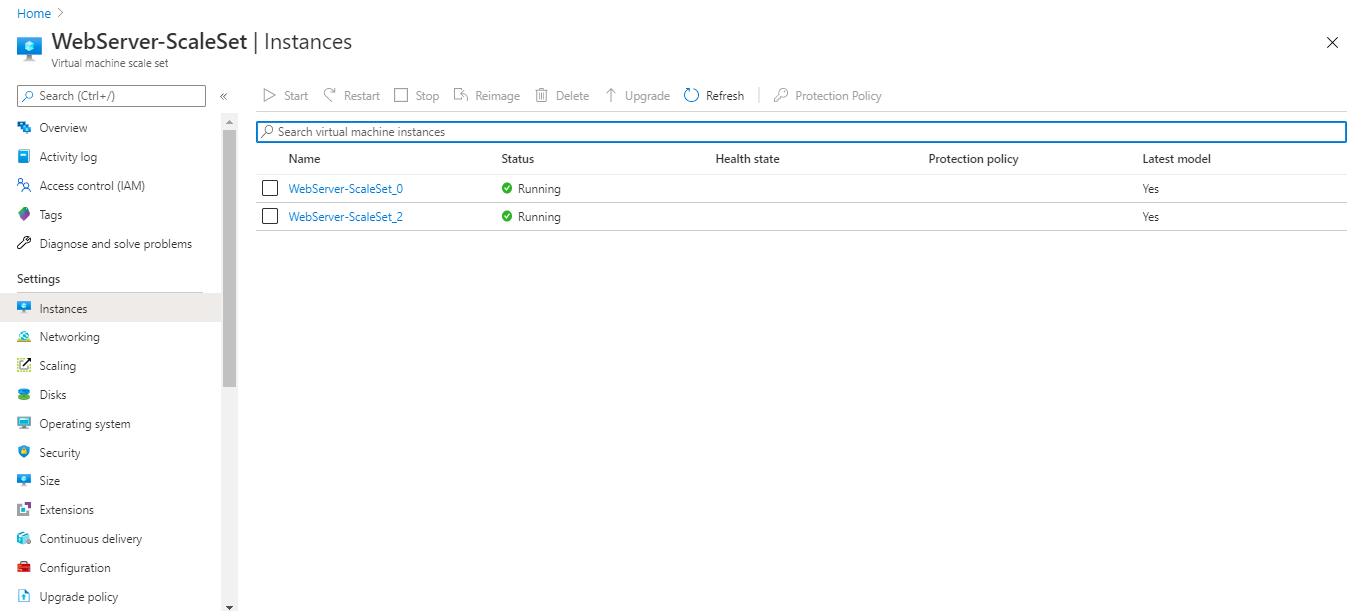 Home
WebServer-ScaleSet | Instances
Virtual machine scale set
Search (Ctrl+/)
«
Overview
Activity log
Access control (IAM)
Tags
Diagnose and solve problems
Settings
Instances
Networking
Scaling
Disks
Operating system
Security
Size
Extensions
Continuous delivery
Configuration
Upgrade policy
Start Restart Stop Reimage Delete Upgrade Refresh Protection Policy
Search virtual machine instances
Name Status Health state Protection policy Latest model
WebServer-ScaleSet_0 Running Yes
WebServer-ScaleSet_2 Running Yes